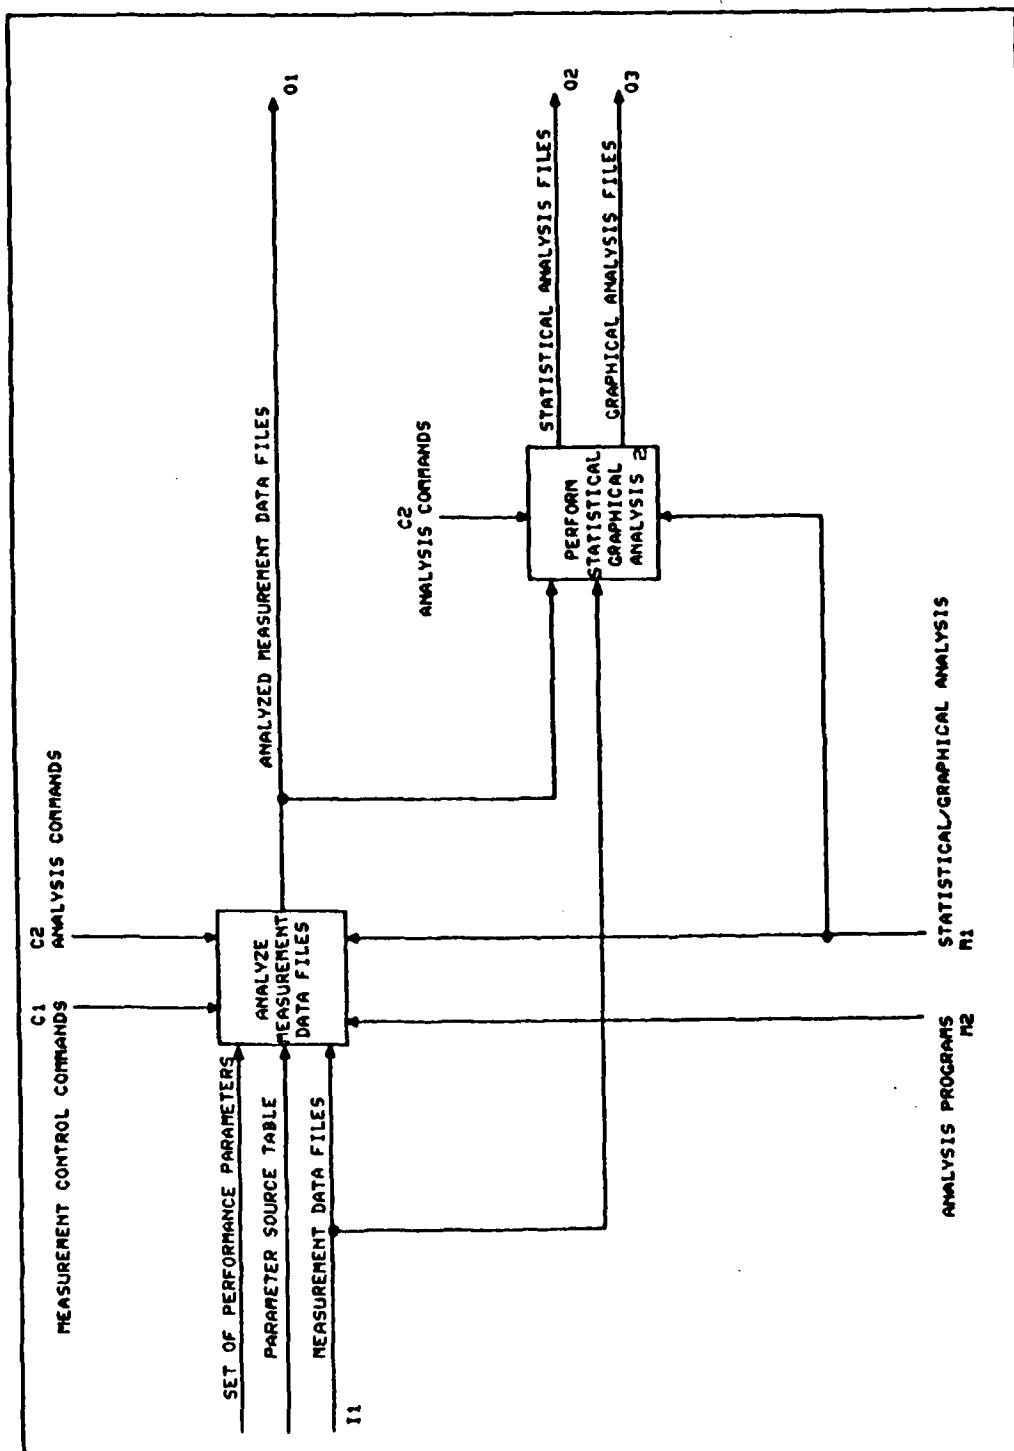 C1
MEASUREMENT CONTROL COMMANDS
C2
ANALYSIS COMMANDS
SET OF PERFORMANCE PARAMETERS
PARAMETER SOURCE TABLE
MEASUREMENT DATA FILES
I1
ANALYZE
MEASUREMENT
DATA FILES
ANALYZED MEASUREMENT DATA FILES
O1
C2
ANALYSIS COMMANDS
PERFORM
STATISTICAL
GRAPHICAL
ANALYSIS 2
STATISTICAL ANALYSIS FILES
O2
GRAPHICAL ANALYSIS FILES
O3
ANALYSIS PROGRAMS
M2
STATISTICAL/GRAPHICAL ANALYSIS
M1